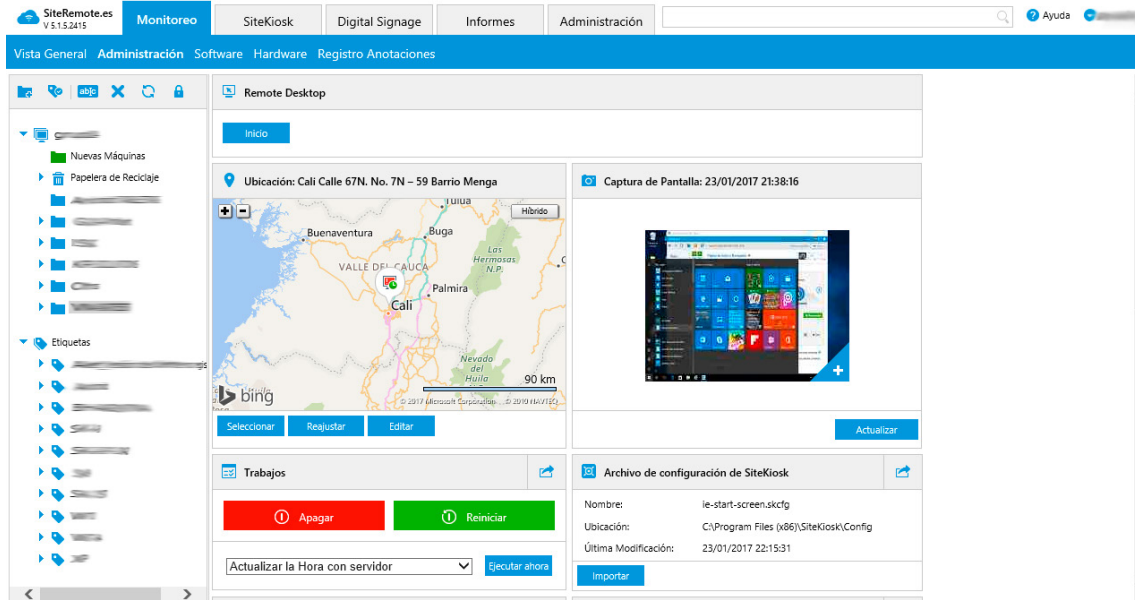 SiteRemote.es
V 5.1.5.2415
Monitoreo
SiteKiosk
Digital Signage
Informes
Administración
Ayuda
Vista General Administración Software Hardware Registro Anotaciones
ab|c
Remote Desktop
Inicio
Nuevas Máquinas
Papelera de Reciclaje
Etiquetas
Ubicación: Cali Calle 67N. No. 7N – 59 Barrio Menga
Híbrido
Tulua
Buenaventura
Buga
Las
Hermosas
N.P.
VALLE DEL CAUCA
Palmira
Cali
Nevado
del
Huila
90 km
bing
© 2017 Microsoft Corporation © 2010 NAVTEQ
Seleccionar
Reajustar
Editar
Captura de Pantalla: 23/01/2017 21:38:16
Actualizar
Trabajos
Apagar
Reiniciar
Actualizar la Hora con servidor
Ejecutar ahora
Archivo de configuración de SiteKiosk
Nombre: ie-start-screen.skcfg
Ubicación: C:\Program Files (x86)\SiteKiosk\Config
Última Modificación: 23/01/2017 22:15:31
Importar